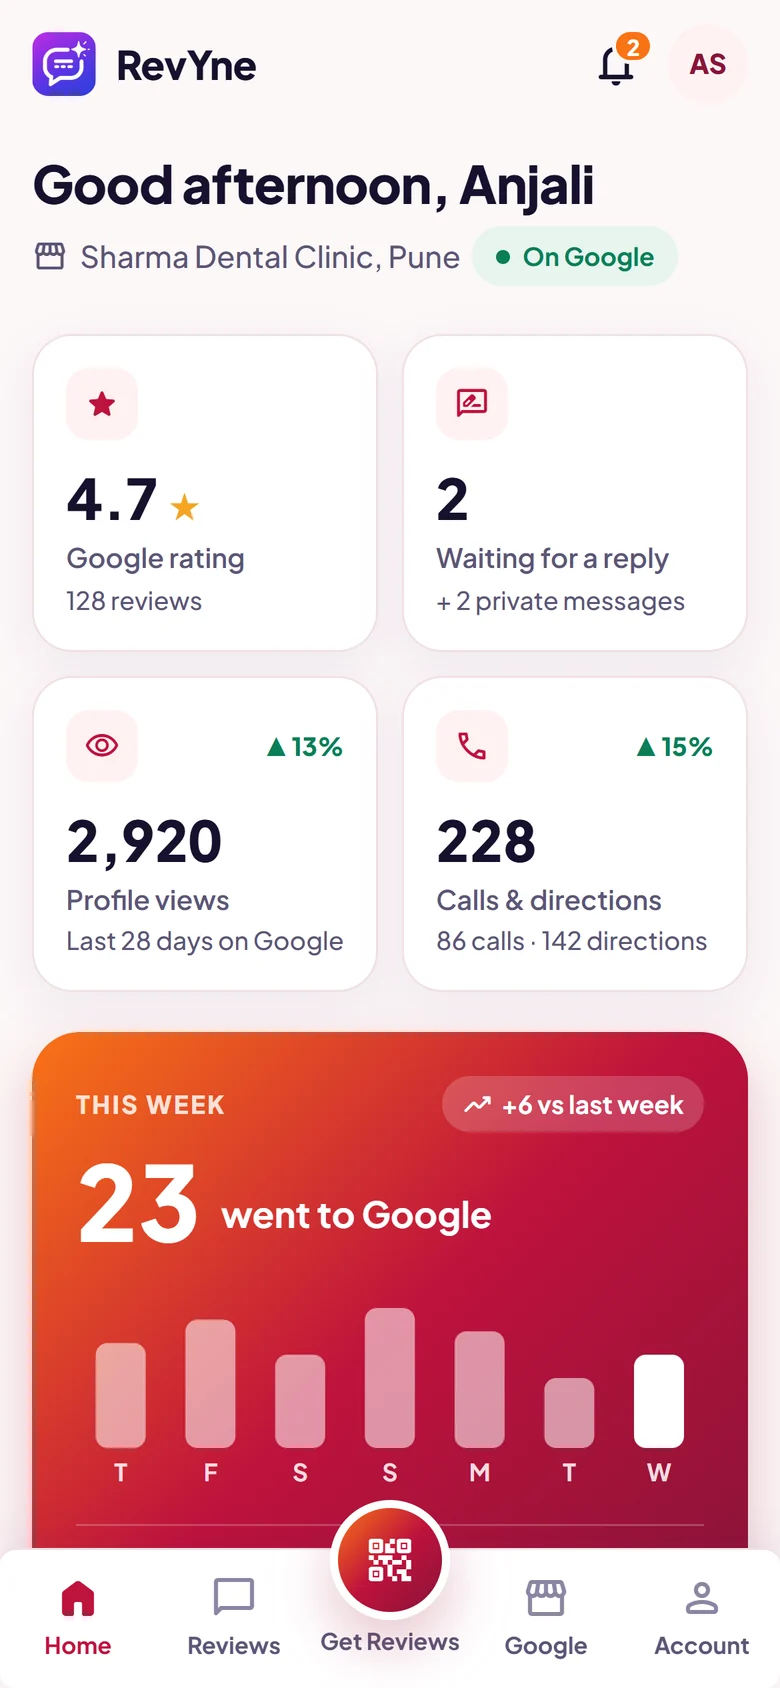 RevYne
2
AS
Good afternoon, Anjali
Sharma Dental Clinic, Pune
On Google
4.7 ★
Google rating
128 reviews
2
Waiting for a reply
+ 2 private messages
▲ 13%
2,920
Profile views
Last 28 days on Google
▲ 15%
228
Calls & directions
86 calls · 142 directions
THIS WEEK
+6 vs last week
23 went to Google
T F S S M T W
Home
Reviews
Get Reviews
Google
Account